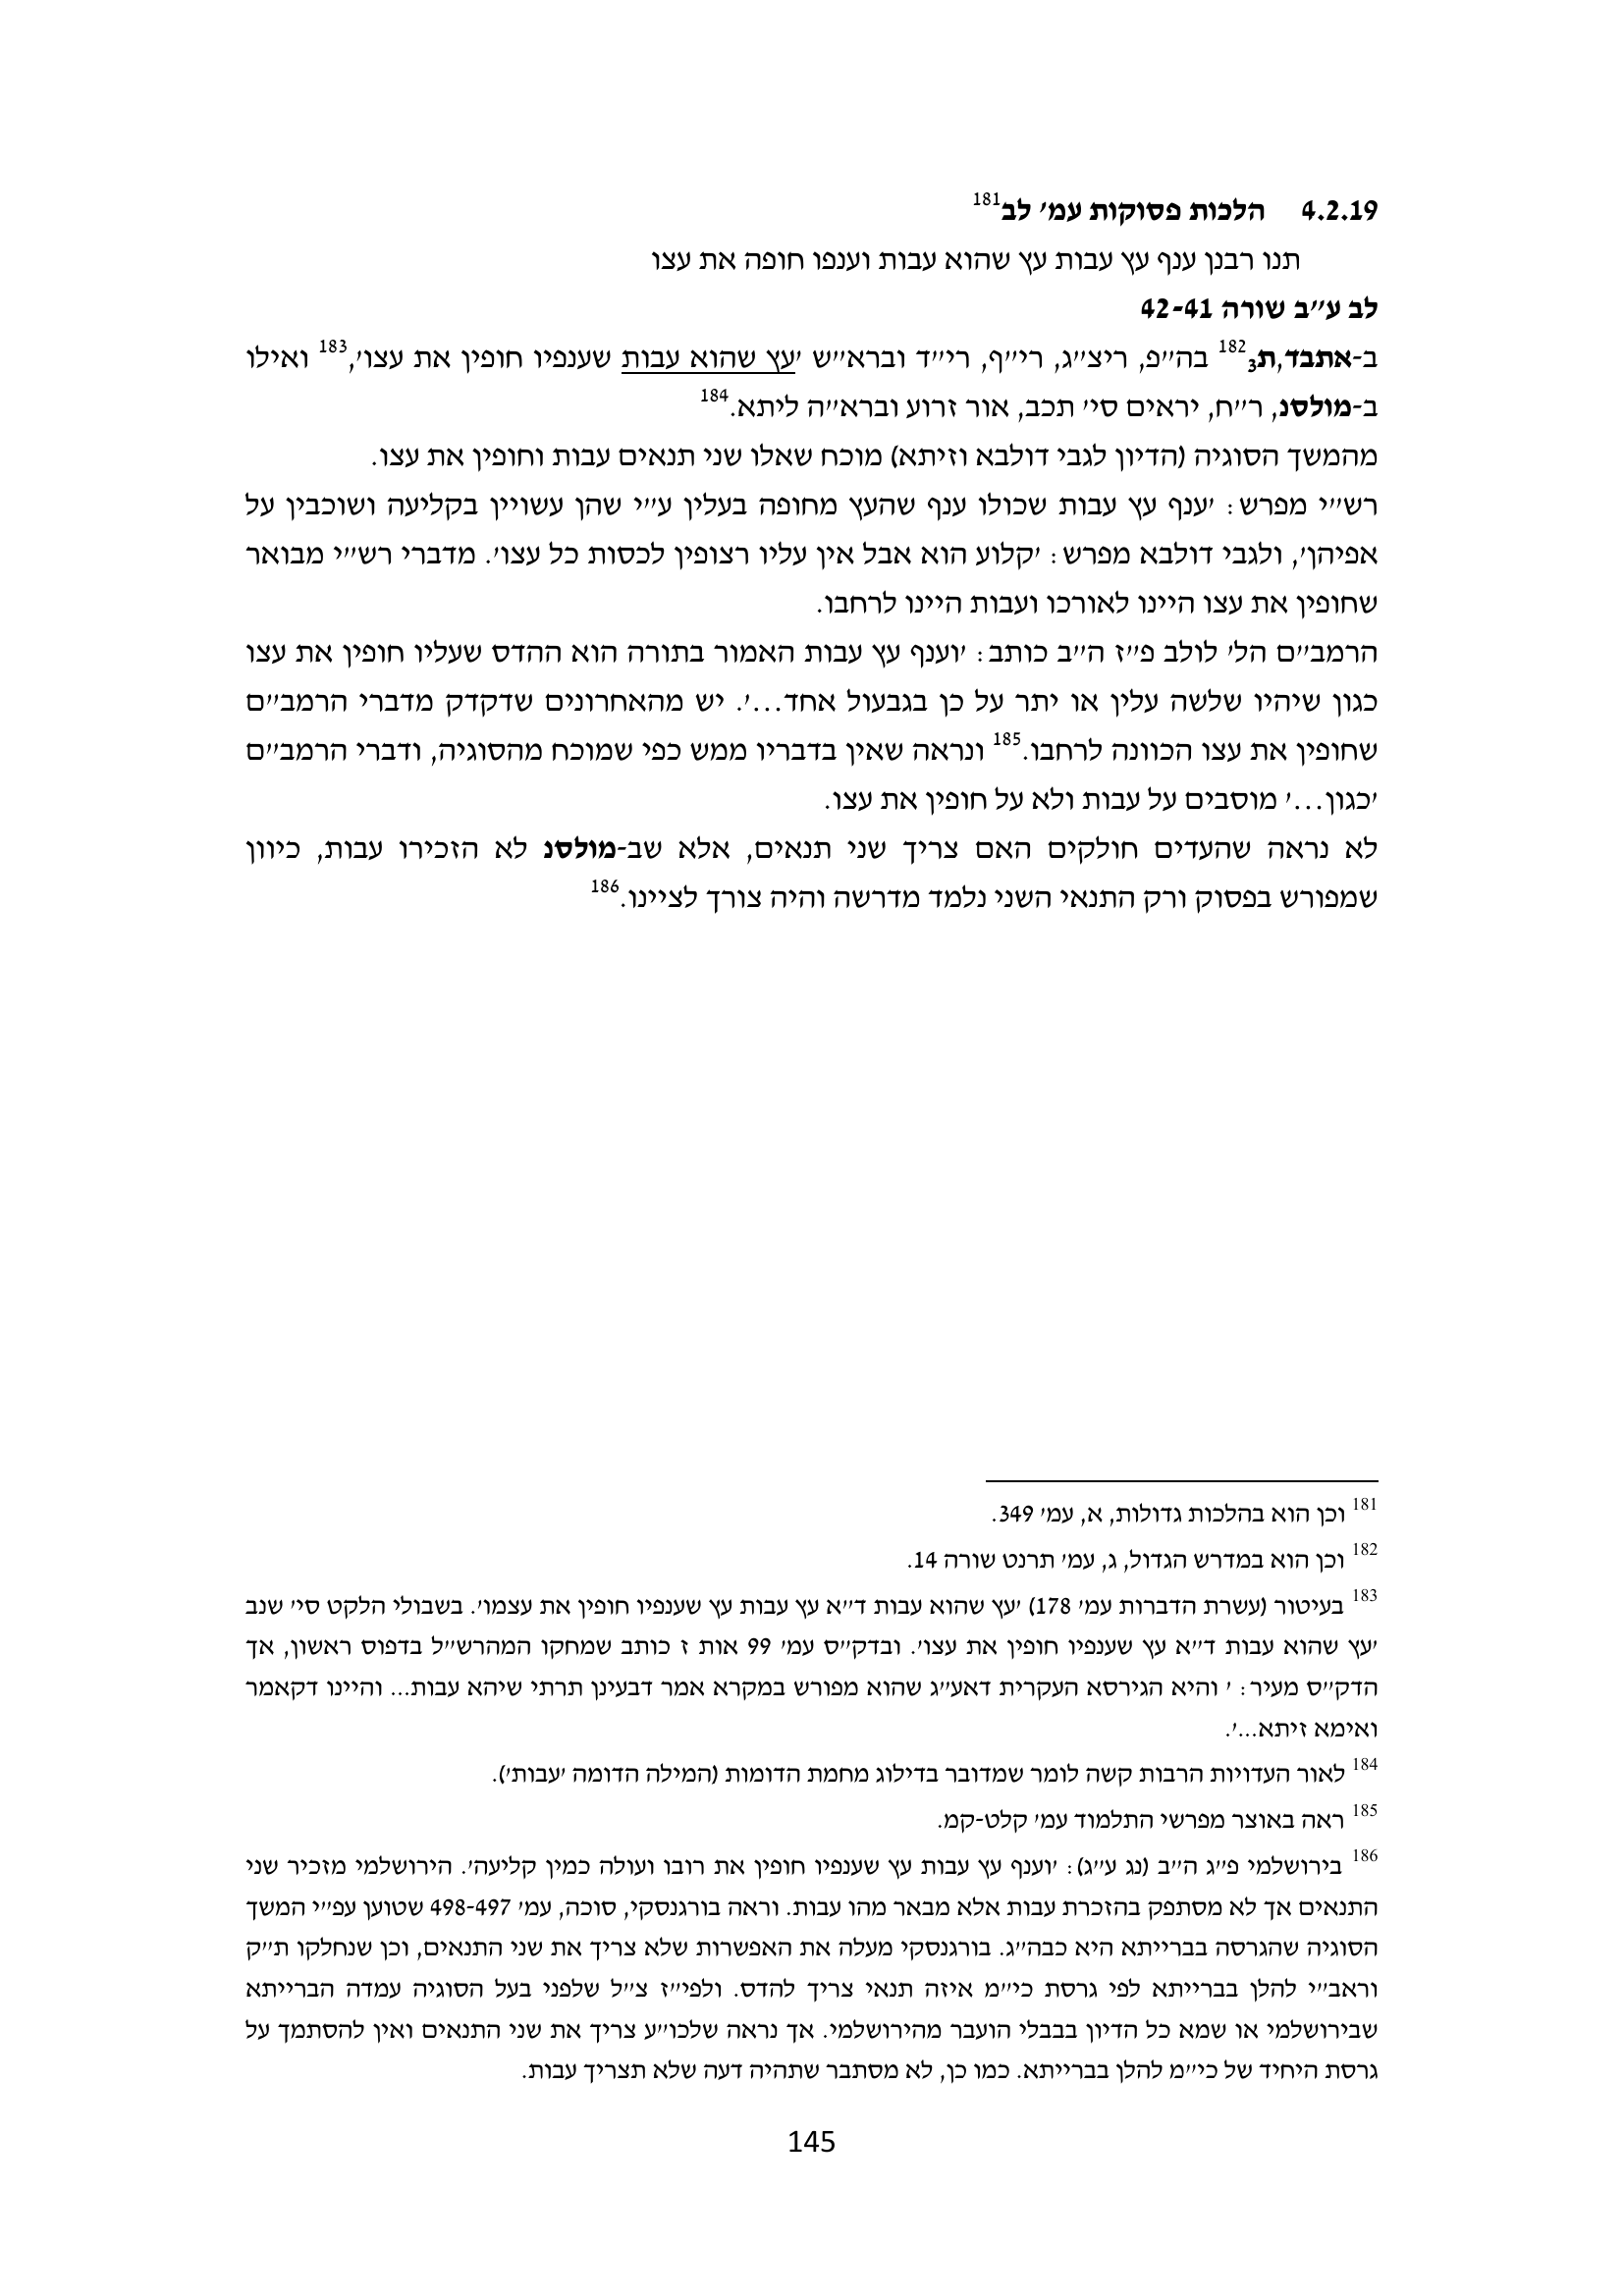 4.2.19 הלכות פסוקות עמ׳ לב181
תנו רבנן ענף עץ עבות עץ שהוא עבות וענפו חופה את עצו
לב ע״ב שורה 42-41
ב-אתבד,ת3 182 בה״פ, ריצ״ג, רי״ף, רי״ד וברא״ש ׳עץ שהוא עבות שענפיו חופין את עצו׳,183 ואילו
ב-מולסנ, ר״ח, יראים סי׳ תכב, אור זרוע וברא״ה ליתא.184
מהמשך הסוגיה (הדיון לגבי דולבא וזיתא) מוכח שאלו שני תנאים עבות וחופין את עצו.
רש״י מפרש: ׳ענף עץ עבות שכולו ענף שהעץ מחופה בעלין ע״י שהן עשויין בקליעה ושוכבין על
אפיהן׳, ולגבי דולבא מפרש: ׳קלוע הוא אבל אין עליו רצופין לכסות כל עצו׳. מדברי רש״י מבואר
שחופין את עצו היינו לאורכו ועבות היינו לרחבו.
הרמב״ם הל׳ לולב פ״ז ה״ב כותב: ׳וענף עץ עבות האמור בתורה הוא ההדס שעליו חופין את עצו
כגון שיהיו שלשה עלין או יתר על כן בגבעול אחד...׳. יש מהאחרונים שדקדק מדברי הרמב״ם
שחופין את עצו הכוונה לרחבו.185 ונראה שאין בדבריו ממש כפי שמוכח מהסוגיה, ודברי הרמב״ם
׳כגון...׳ מוסבים על עבות ולא על חופין את עצו.
לא נראה שהעדים חולקים האם צריך שני תנאים, אלא שב-מולסנ לא הזכירו עבות, כיוון
שמפורש בפסוק ורק התנאי השני נלמד מדרשה והיה צורך לציינו.186
181 וכן הוא בהלכות גדולות, א, עמ׳ 349.
182 וכן הוא במדרש הגדול, ג, עמ׳ תרנט שורה 14.
183 בעיטור (עשרת הדברות עמ׳ 178) ׳עץ שהוא עבות ד״א עץ עבות עץ שענפיו חופין את עצמו׳. בשבולי הלקט סי׳ שנב
׳עץ שהוא עבות ד״א עץ שענפיו חופין את עצו׳. ובדק״ס עמ׳ 99 אות ז כותב שמחקו המהרש״ל בדפוס ראשון, אך
הדק״ס מעיר: ׳ והיא הגירסא העקרית דאע״ג שהוא מפורש במקרא אמר דבעינן תרתי שיהא עבות... והיינו דקאמר
ואימא זיתא...׳.
184 לאור העדויות הרבות קשה לומר שמדובר בדילוג מחמת הדומות (המילה הדומה ׳עבות׳).
185 ראה באוצר מפרשי התלמוד עמ׳ קלט-קמ.
186 בירושלמי פ״ג ה״ב (נג ע״ג): ׳וענף עץ עבות עץ שענפיו חופין את רובו ועולה כמין קליעה׳. הירושלמי מזכיר שני
התנאים אך לא מסתפק בהזכרת עבות אלא מבאר מהו עבות. וראה בורגנסקי, סוכה, עמ׳ 498-497 שטוען עפ״י המשך
הסוגיה שהגרסה בברייתא היא כבה״ג. בורגנסקי מעלה את האפשרות שלא צריך את שני התנאים, וכן שנחלקו ת״ק
וראב״י להלן בברייתא לפי גרסת כי״מ איזה תנאי צריך להדס. ולפי״ז צ״ל שלפני בעל הסוגיה עמדה הברייתא
שבירושלמי או שמא כל הדיון בבבלי הועבר מהירושלמי. אך נראה שלכו״ע צריך את שני התנאים ואין להסתמך על
גרסת היחיד של כי״מ להלן בברייתא. כמו כן, לא מסתבר שתהיה דעה שלא תצריך עבות.
145